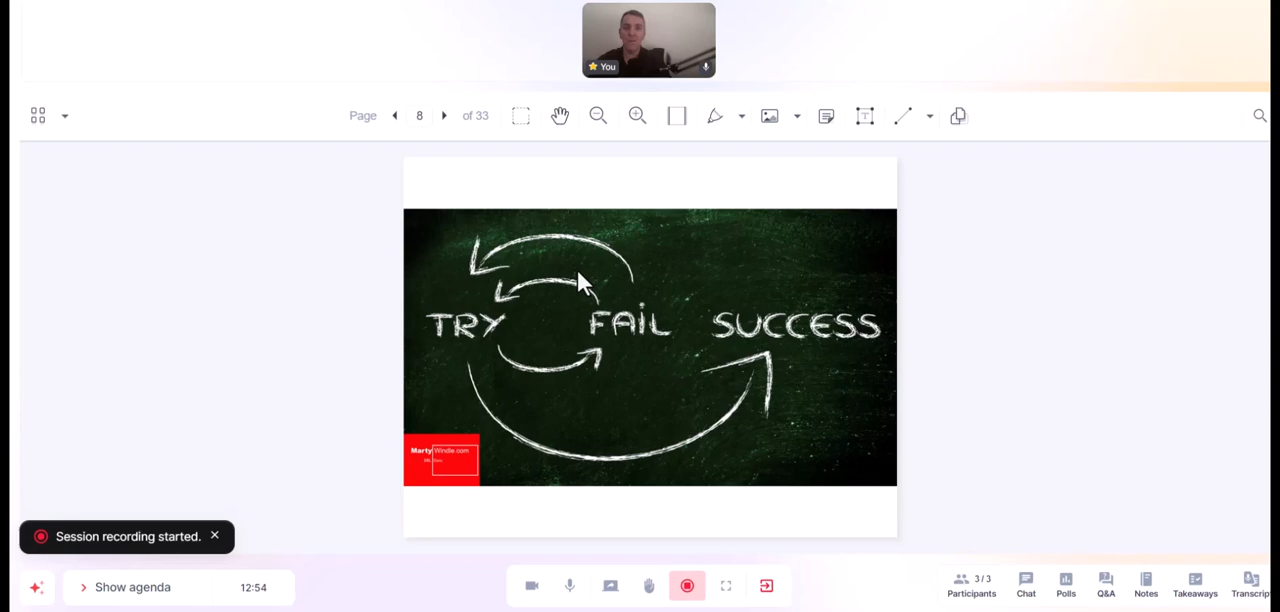 You
Page 8 of 33
T
TRY FAIL SUCCESS
MartyWindle.com
Session recording started.
Show agenda 12:54
3 / 3
Participants Chat Polls Q&A Notes Takeaways Transcrip